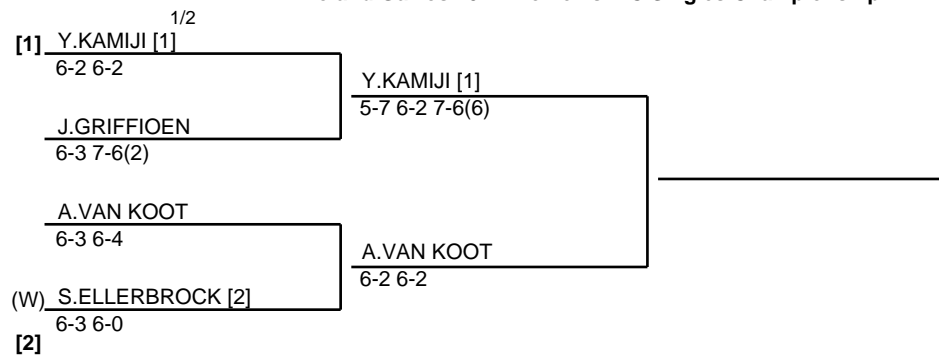 1/2
[1] Y.KAMIJI [1]
6-2 6-2
Y.KAMIJI [1]
5-7 6-2 7-6(6)
J.GRIFFIOEN
6-3 7-6(2)
A.VAN KOOT
6-3 6-4
A.VAN KOOT
6-2 6-2
(W) S.ELLERBROCK [2]
6-3 6-0
[2]